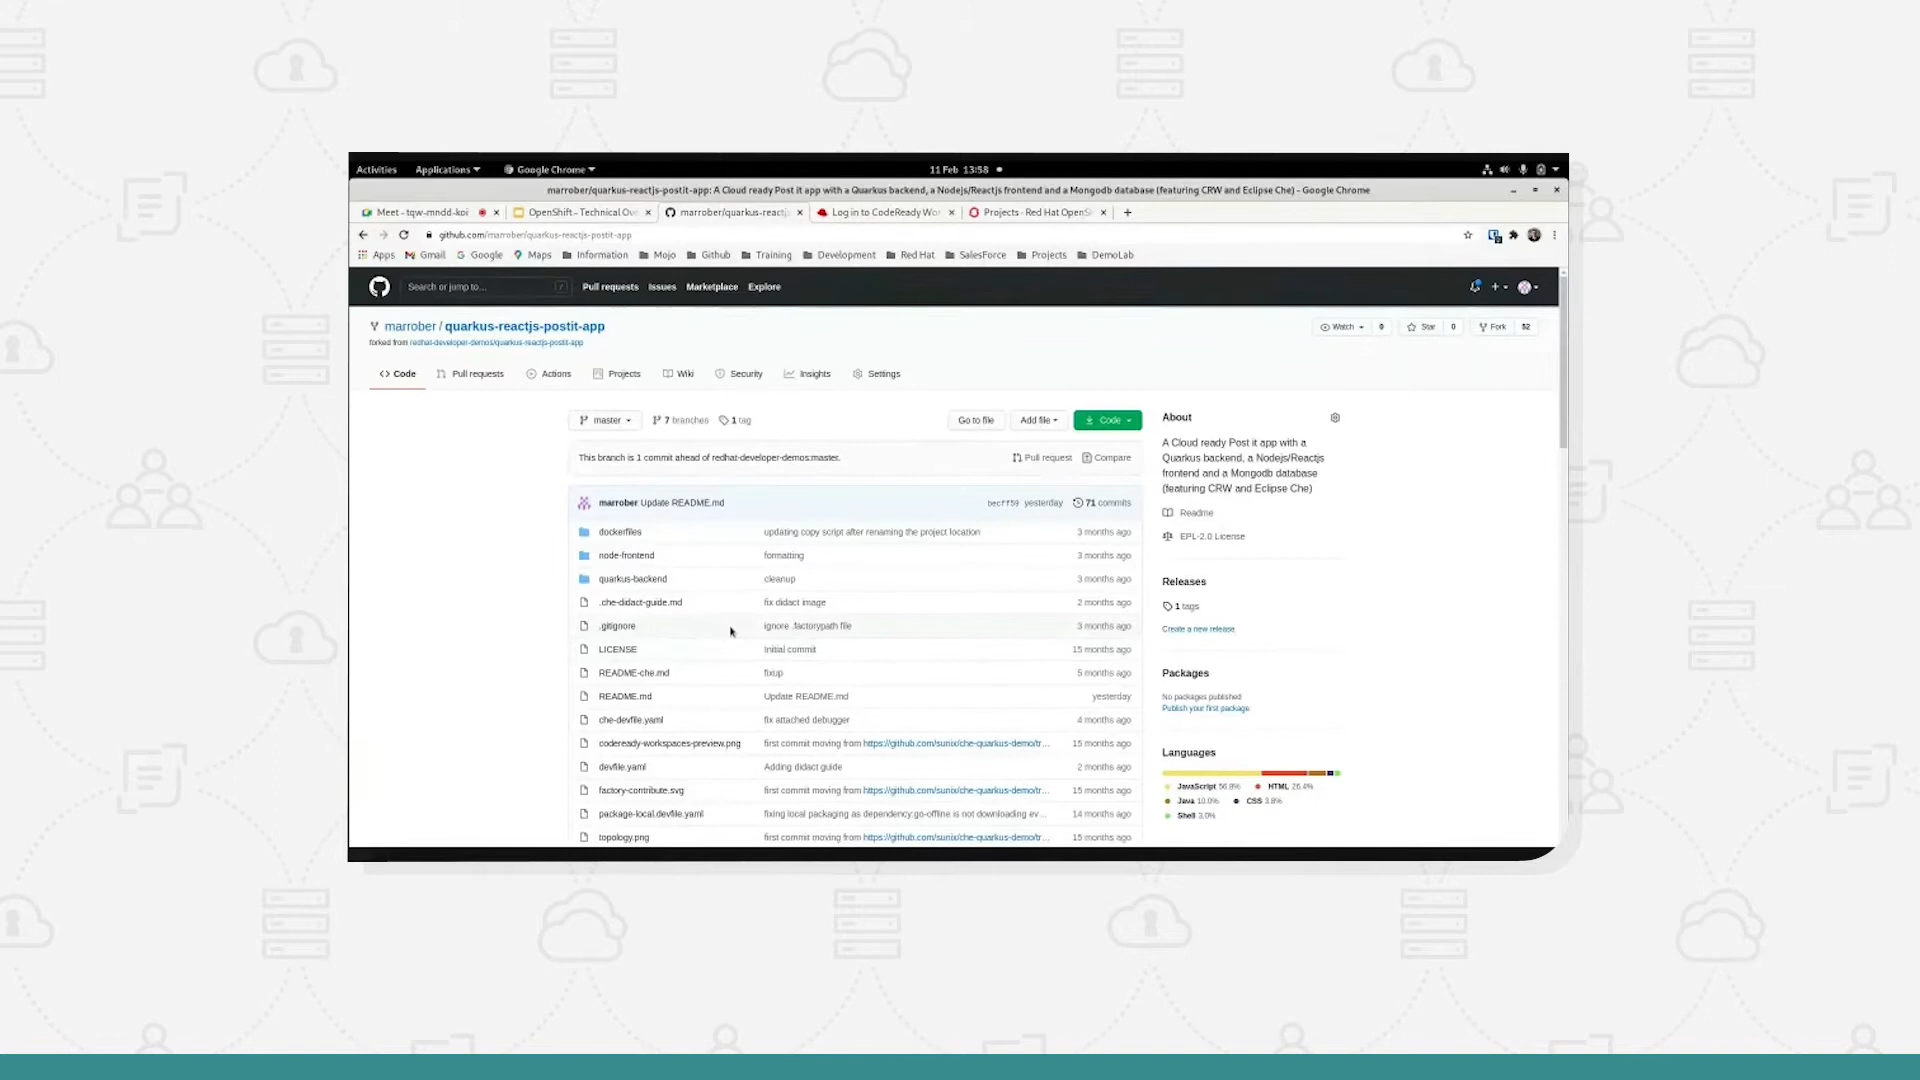 Activities Applications Google Chrome 11 Feb 13:58
marrober/quarkus-reactjs-postit-app: A Cloud ready Post it app with a Quarkus backend, a Nodejs/Reactjs frontend and a Mongodb database (featuring CRW and Eclipse Che) - Google Chrome
Meet - tqw-mndd-koi OpenShift - Technical Ov marrober/quarkus-reactj Log in to CodeReady Wo Projects - Red Hat OpenS
github.com/marrober/quarkus-reactjs-postit-app
Apps Gmail Google Maps Information Mojo Github Training Development Red Hat SalesForce Projects DemoLab
Search or jump to... / Pull requests Issues Marketplace Explore
marrober / quarkus-reactjs-postit-app Watch 0 Star 0 Fork 52
forked from redhat-developer-demos/quarkus-reactjs-postit-app
Code Pull requests Actions Projects Wiki Security Insights Settings
master 7 branches 1 tag Go to file Add file Code
This branch is 1 commit ahead of redhat-developer-demos:master. Pull request Compare
marrober Update README.md becff59 yesterday 71 commits
dockerfiles updating copy script after renaming the project location 3 months ago
node-frontend formatting 3 months ago
quarkus-backend cleanup 3 months ago
.che-didact-guide.md fix didact image 2 months ago
.gitignore ignore .factorypath file 3 months ago
LICENSE Initial commit 15 months ago
README-che.md fixup 5 months ago
README.md Update README.md yesterday
che-devfile.yaml fix attached debugger 4 months ago
codeready-workspaces-preview.png first commit moving from https://github.com/sunix/che-quarkus-demo/tr... 15 months ago
devfile.yaml Adding didact guide 2 months ago
factory-contribute.svg first commit moving from https://github.com/sunix/che-quarkus-demo/tr... 15 months ago
package-local.devfile.yaml fixing local packaging as dependency:go-offline is not downloading ev... 14 months ago
topology.png first commit moving from https://github.com/sunix/che-quarkus-demo/tr... 15 months ago
About
A Cloud ready Post it app with a
Quarkus backend, a Nodejs/Reactjs
frontend and a Mongodb database
(featuring CRW and Eclipse Che)
Readme
EPL-2.0 License
Releases
1 tags
Create a new release
Packages
No packages published
Publish your first package
Languages
JavaScript 56.8% HTML 26.4%
Java 10.0% CSS 3.8%
Shell 3.0%